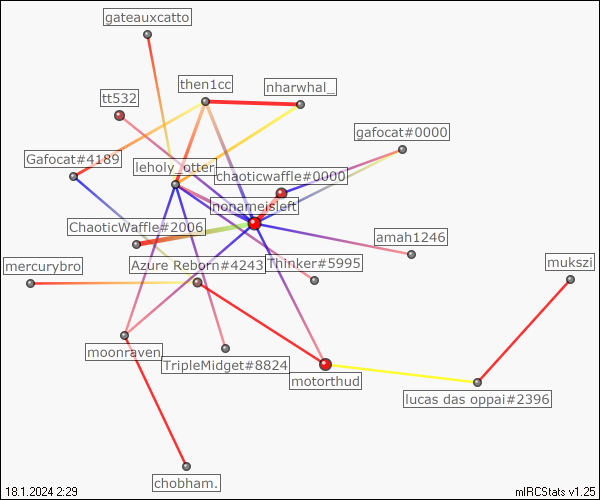 gateauxcatto
then1cc
nharwhal_
tt532
gafocat#0000
Gafocat#4189
leholy_otter
chaoticwaffle#0000
nonameisleft
ChaoticWaffle#2006
amah1246
mercurybro
Azure Reborn#4243
Thinker#5995
mukszi
moonraven
TripleMidget#8824
motorthud
lucas das oppai#2396
chobham.
18.1.2024 2:29
mIRCStats v1.25